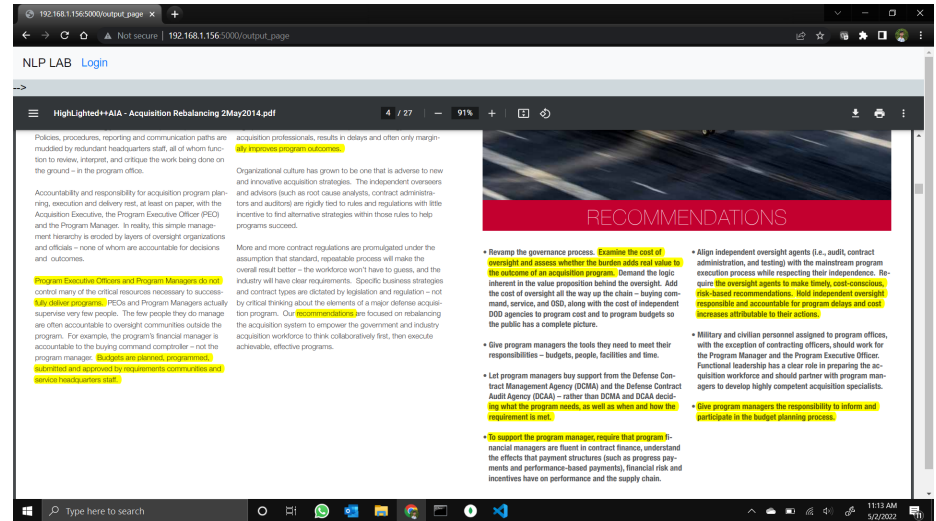 192.168.1.156:5000/output_page
Not secure | 192.168.1.156:5000/output_page
NLP LAB Login
-->
HighLighted++AIA - Acquisition Rebalancing 2May2014.pdf
4 / 27
91%
Policies, procedures, reporting and communication paths are
muddled by redundant headquarters staff, all of whom func-
tion to review, interpret, and critique the work being done on
the ground – in the program office.
Accountability and responsibility for acquisition program plan-
ning, execution and delivery rest, at least on paper, with the
Acquisition Executive, the Program Executive Officer (PEO)
and the Program Manager. In reality, this simple manage-
ment hierarchy is eroded by layers of oversight organizations
and officials – none of whom are accountable for decisions
and outcomes.
Program Executive Officers and Program Managers do not
control many of the critical resources necessary to success-
fully deliver programs. PEOs and Program Managers actually
supervise very few people. The few people they do manage
are often accountable to oversight communities outside the
program. For example, the program's financial manager is
accountable to the buying command comptroller – not the
program manager. Budgets are planned, programmed,
submitted and approved by requirements communities and
service headquarters staff.
acquisition professionals, results in delays and often only margin-
ally improves program outcomes.
Organizational culture has grown to be one that is adverse to new
and innovative acquisition strategies. The independent overseers
and advisors (such as root cause analysts, contract administra-
tors and auditors) are rigidly tied to rules and regulations with little
incentive to find alternative strategies within those rules to help
programs succeed.
More and more contract regulations are promulgated under the
assumption that standard, repeatable process will make the
overall result better – the workforce won't have to guess, and the
industry will have clear requirements. Specific business strategies
and contract types are dictated by legislation and regulation – not
by critical thinking about the elements of a major defense acquisi-
tion program. Our recommendations are focused on rebalancing
the acquisition system to empower the government and industry
acquisition workforce to think collaboratively first, then execute
achievable, effective programs.
RECOMMENDATIONS
• Revamp the governance process. Examine the cost of
oversight and assess whether the burden adds real value to
the outcome of an acquisition program. Demand the logic
inherent in the value proposition behind the oversight. Add
the cost of oversight all the way up the chain – buying com-
mand, service, and OSD, along with the cost of independent
DOD agencies to program cost and to program budgets so
the public has a complete picture.
• Give program managers the tools they need to meet their
responsibilities – budgets, people, facilities and time.
• Let program managers buy support from the Defense Con-
tract Management Agency (DCMA) and the Defense Contract
Audit Agency (DCAA) – rather than DCMA and DCAA decid-
ing what the program needs, as well as when and how the
requirement is met.
• To support the program manager, require that program fi-
nancial managers are fluent in contract finance, understand
the effects that payment structures (such as progress pay-
ments and performance-based payments), financial risk and
incentives have on performance and the supply chain.
• Align independent oversight agents (i.e., audit, contract
administration, and testing) with the mainstream program
execution process while respecting their independence. Re-
quire the oversight agents to make timely, cost-conscious,
risk-based recommendations. Hold independent oversight
responsible and accountable for program delays and cost
increases attributable to their actions.
• Military and civilian personnel assigned to program offices,
with the exception of contracting officers, should work for
the Program Manager and the Program Executive Officer.
Functional leadership has a clear role in preparing the ac-
quisition workforce and should partner with program man-
agers to develop highly competent acquisition specialists.
• Give program managers the responsibility to inform and
participate in the budget planning process.
Type here to search
11:13 AM
5/2/2022